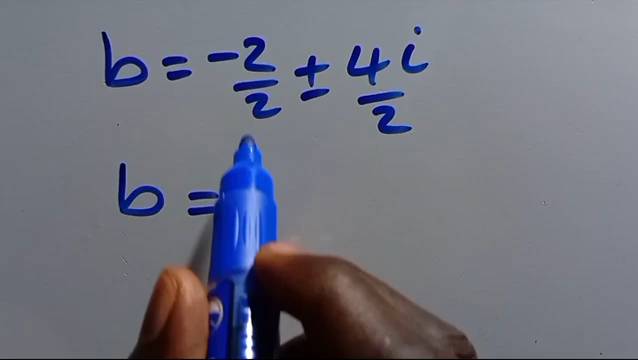 b = -2/2 ± 4i/2
b =